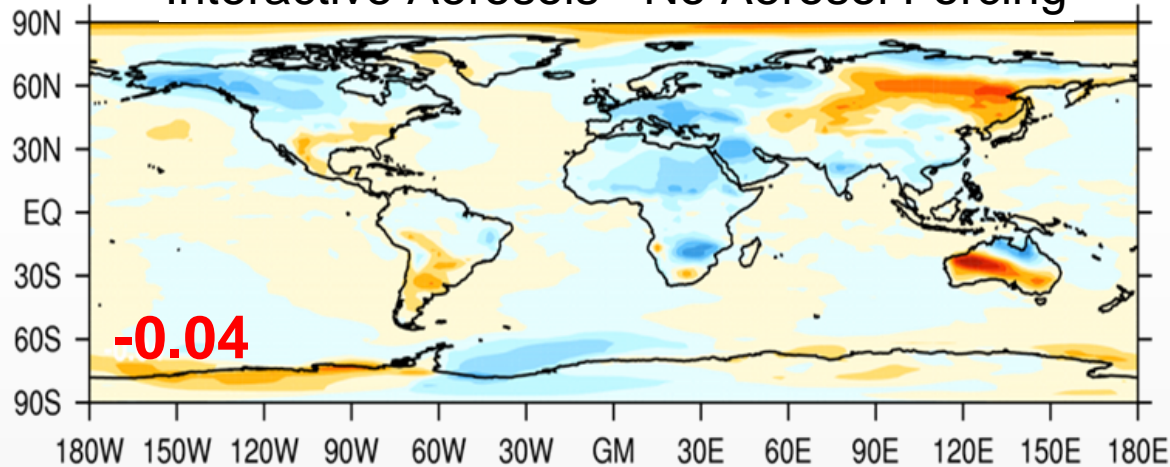 Interactive Aerosols - No Aerosol Forcing
90N
60N
30N
EQ
30S
60S
90S
-0.04
180W 150W 120W 90W 60W 30W GM 30E 60E 90E 120E 150E 180E